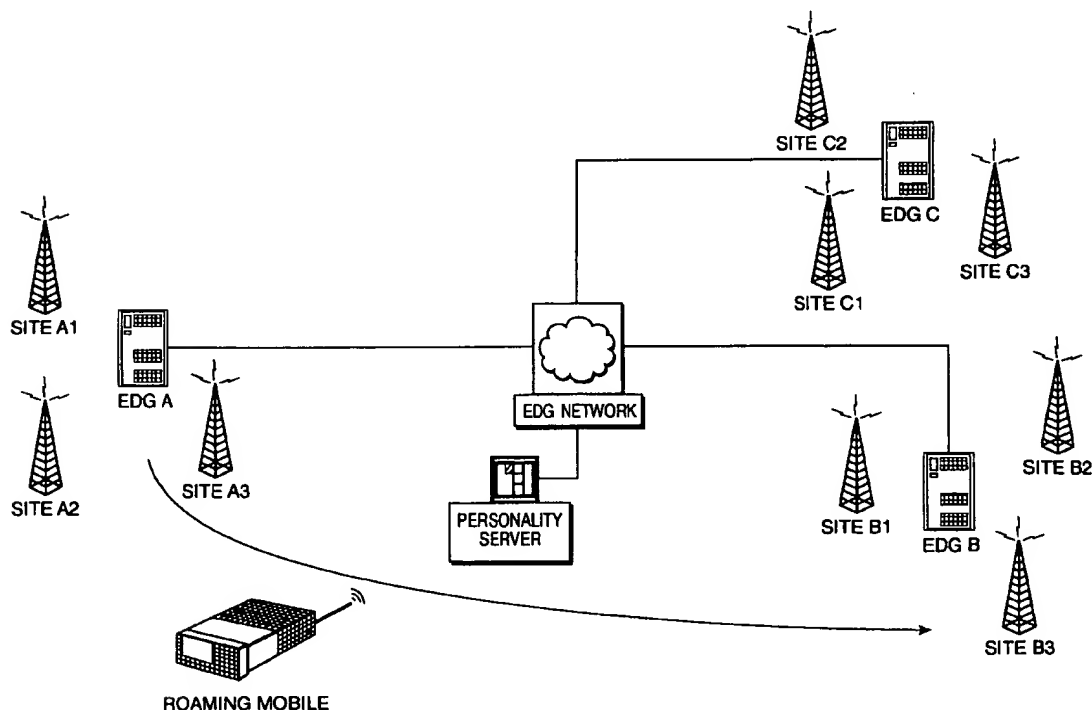 SITE C2
EDG C
SITE C3
SITE C1
SITE A1
EDG A
SITE A2
SITE A3
EDG NETWORK
PERSONALITY
SERVER
SITE B1
SITE B2
EDG B
SITE B3
ROAMING MOBILE